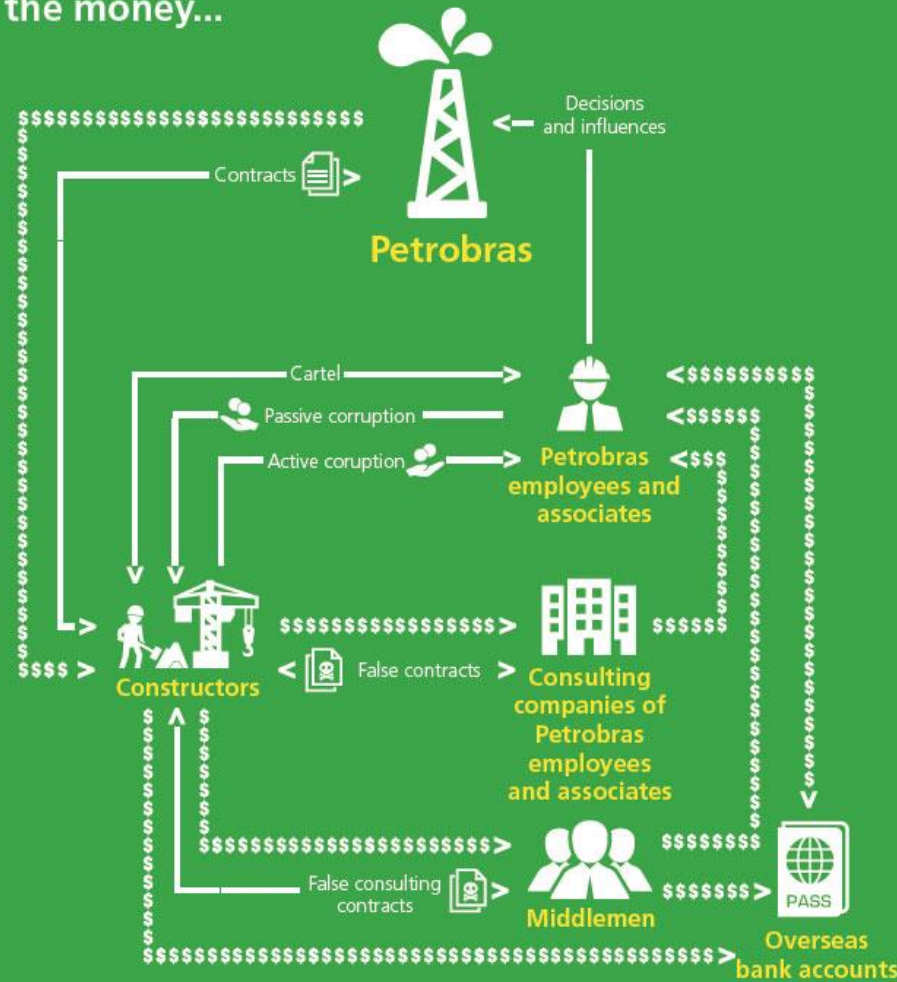 the money...
$$$$$$$$$$$$$$$$$$$$$$$$$$
Decisions
and influences
Contracts
Petrobras
Cartel
$$$$$$$$$$
Passive corruption
$$$$$$
Active coruption
$$$
Petrobras
employees and
associates
$$$$$$$$$$$$$$$$$
$$$$$$
$$$$
False contracts
Constructors
Consulting
companies of
Petrobras
employees
and associates
$$$$$$$$$$$$$$$$$$$$$$$
$$$$$$$$
False consulting
contracts
$$$$$$$
PASS
Middlemen
Overseas
bank accounts
$$$$$$$$$$$$$$$$$$$$$$$$$$$$$$$$$$$$$$$$$$$$